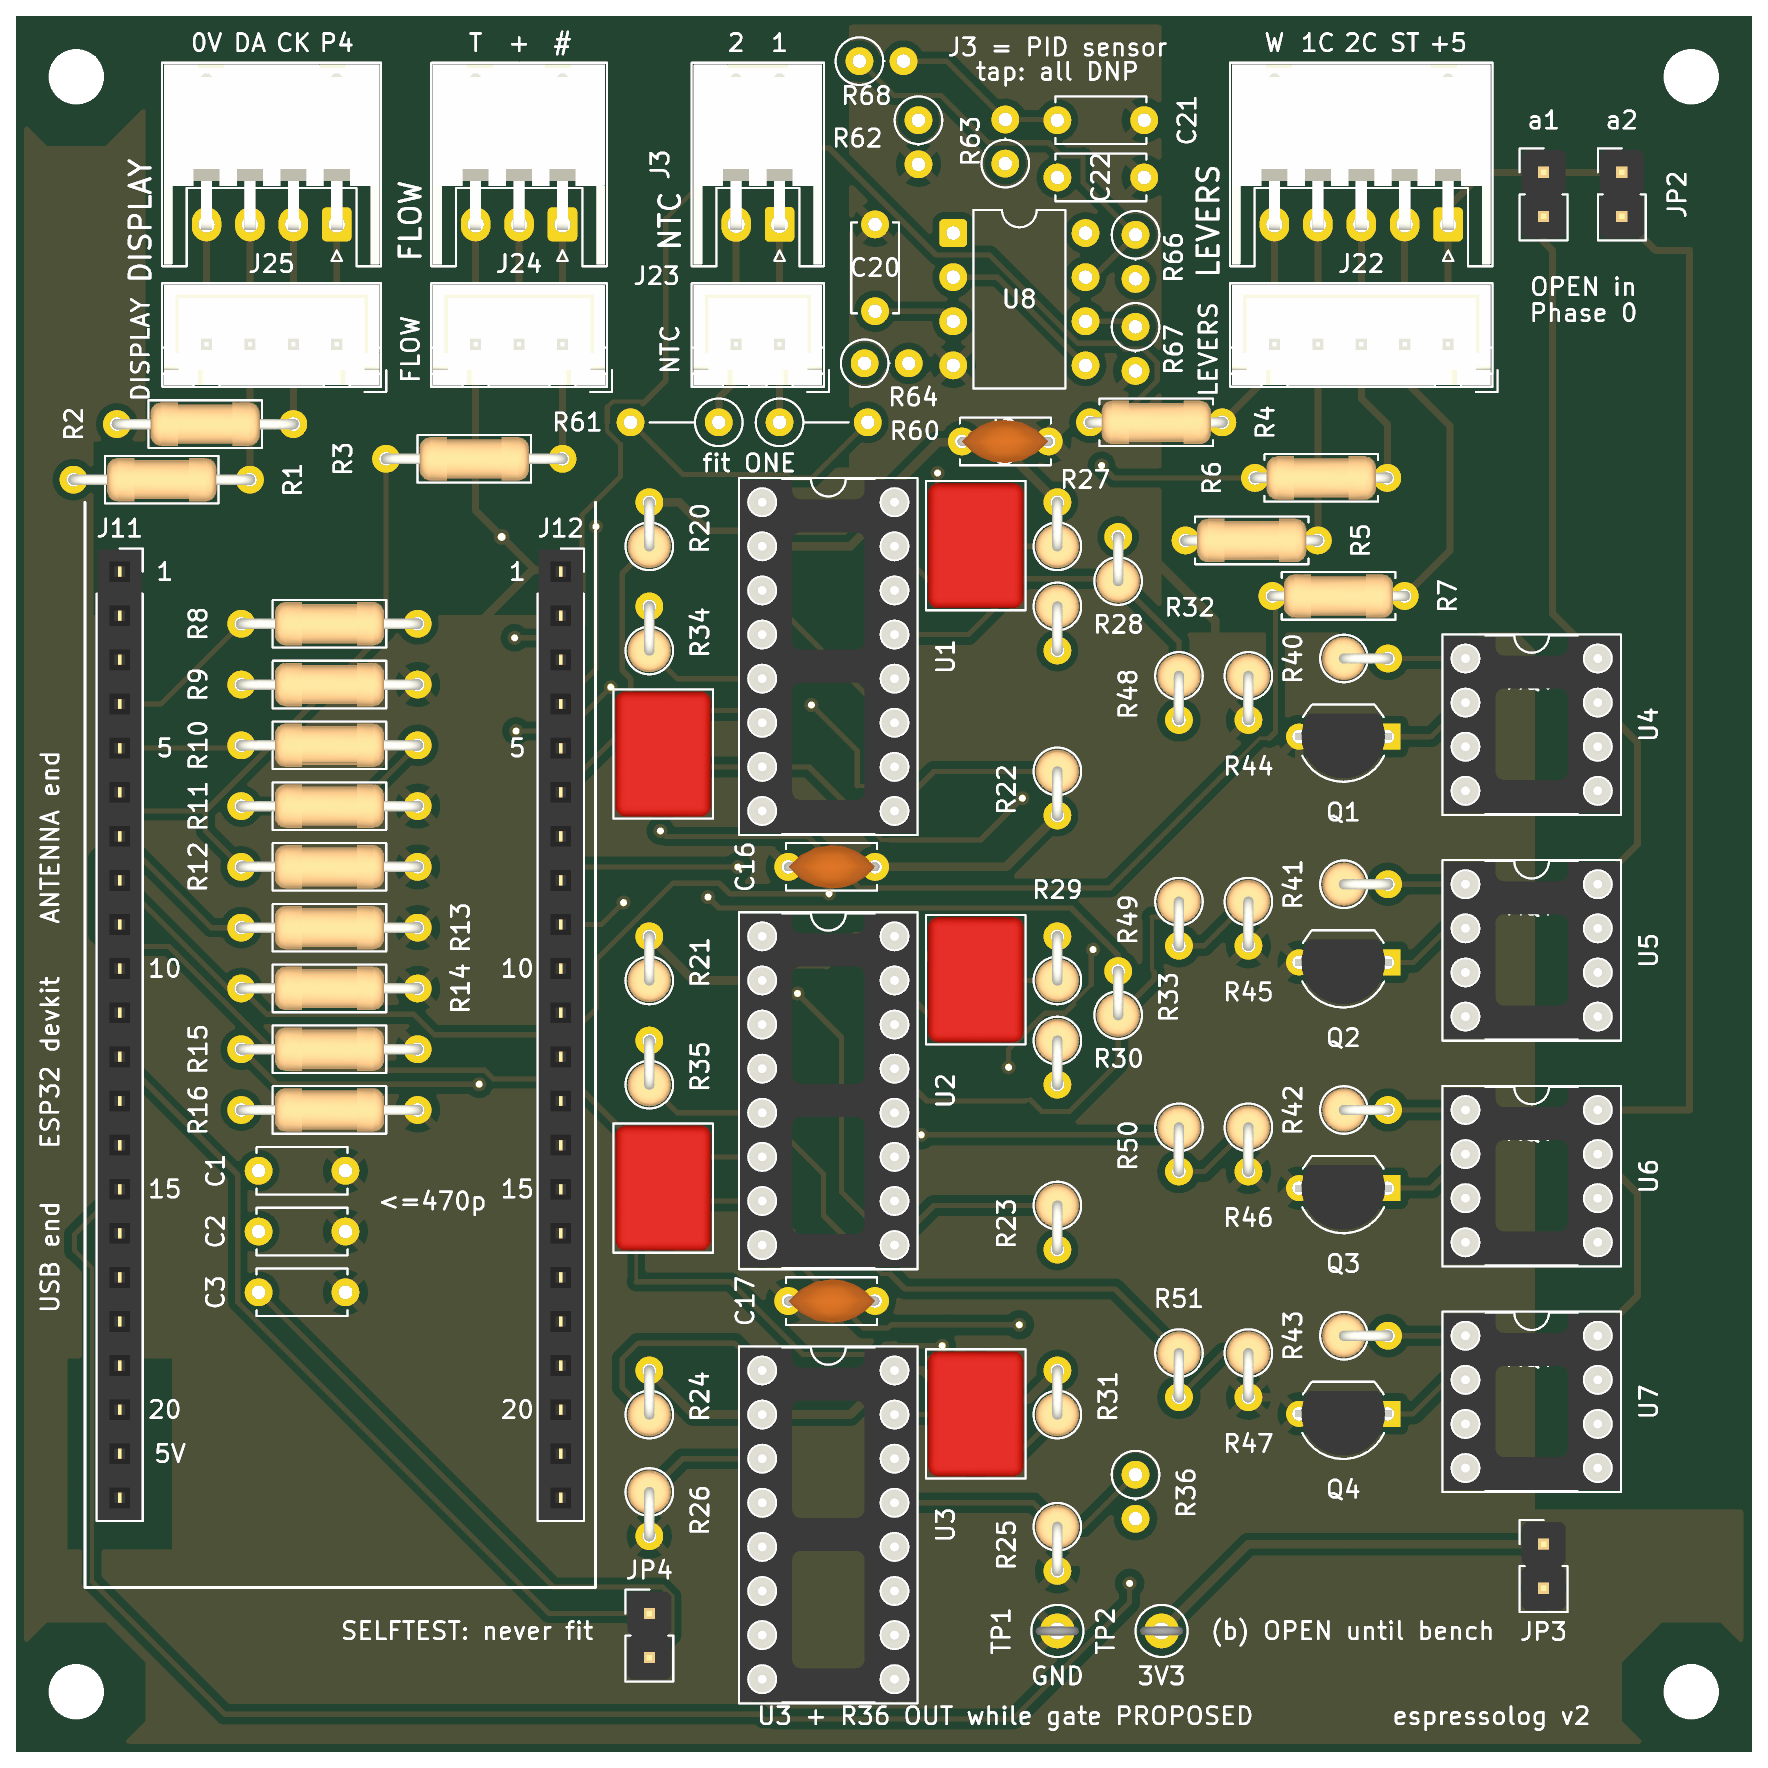 0V DA CK P4
T + #
2 1
J3 = PID sensor
tap: all DNP
W 1C 2C ST +5
R68
R62
R63
C21
C22
a1
a2
JP2
DISPLAY
FLOW
J3
NTC
LEVERS
J25
J24
J23
C20
U8
R66
J22
OPEN in
Phase 0
DISPLAY
FLOW
NTC
R67
LEVERS
R64
R2
R61
R60
R4
fit ONE
R1
R3
R27
R6
J11
J12
R20
R5
1
1
R8
R34
R28
R32
R7
R9
U1
R48
R40
U4
R10
5
5
R44
R11
R22
Q1
ANTENNA end
R12
C16
R29
R41
R13
R49
U5
10
10
R21
R14
R33
R45
ESP32 devkit
R15
R35
R30
Q2
R16
U2
R42
C1
R50
U6
15
15
<=470p
C2
R23
R46
USB end
C3
C17
Q3
R51
R43
R24
R31
U7
20
20
5V
R47
R26
R36
Q4
U3
R25
JP4
SELFTEST: never fit
TP1
TP2
(b) OPEN until bench
JP3
GND
3V3
U3 + R36 OUT while gate PROPOSED
espressolog v2